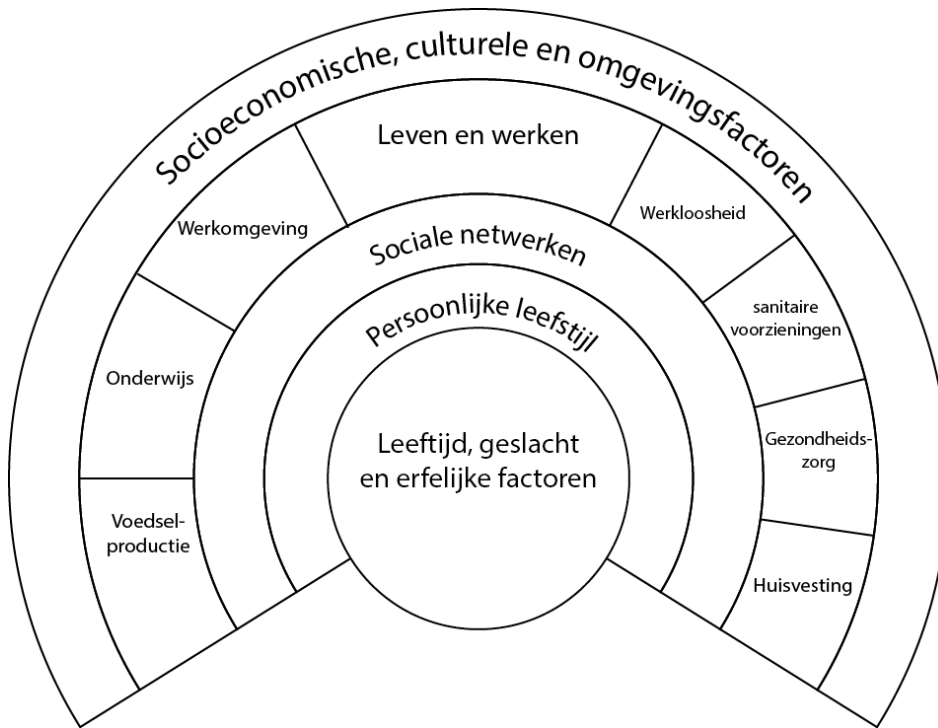 Socioeconomische, culturele en omgevingsfactoren
Leven en werken
Werkomgeving
Werkloosheid
Sociale netwerken
sanitaire
voorzieningen
Persoonlijke leefstijl
Onderwijs
Gezondheids-
zorg
Leeftijd, geslacht
en erfelijke factoren
Voedsel-
productie
Huisvesting